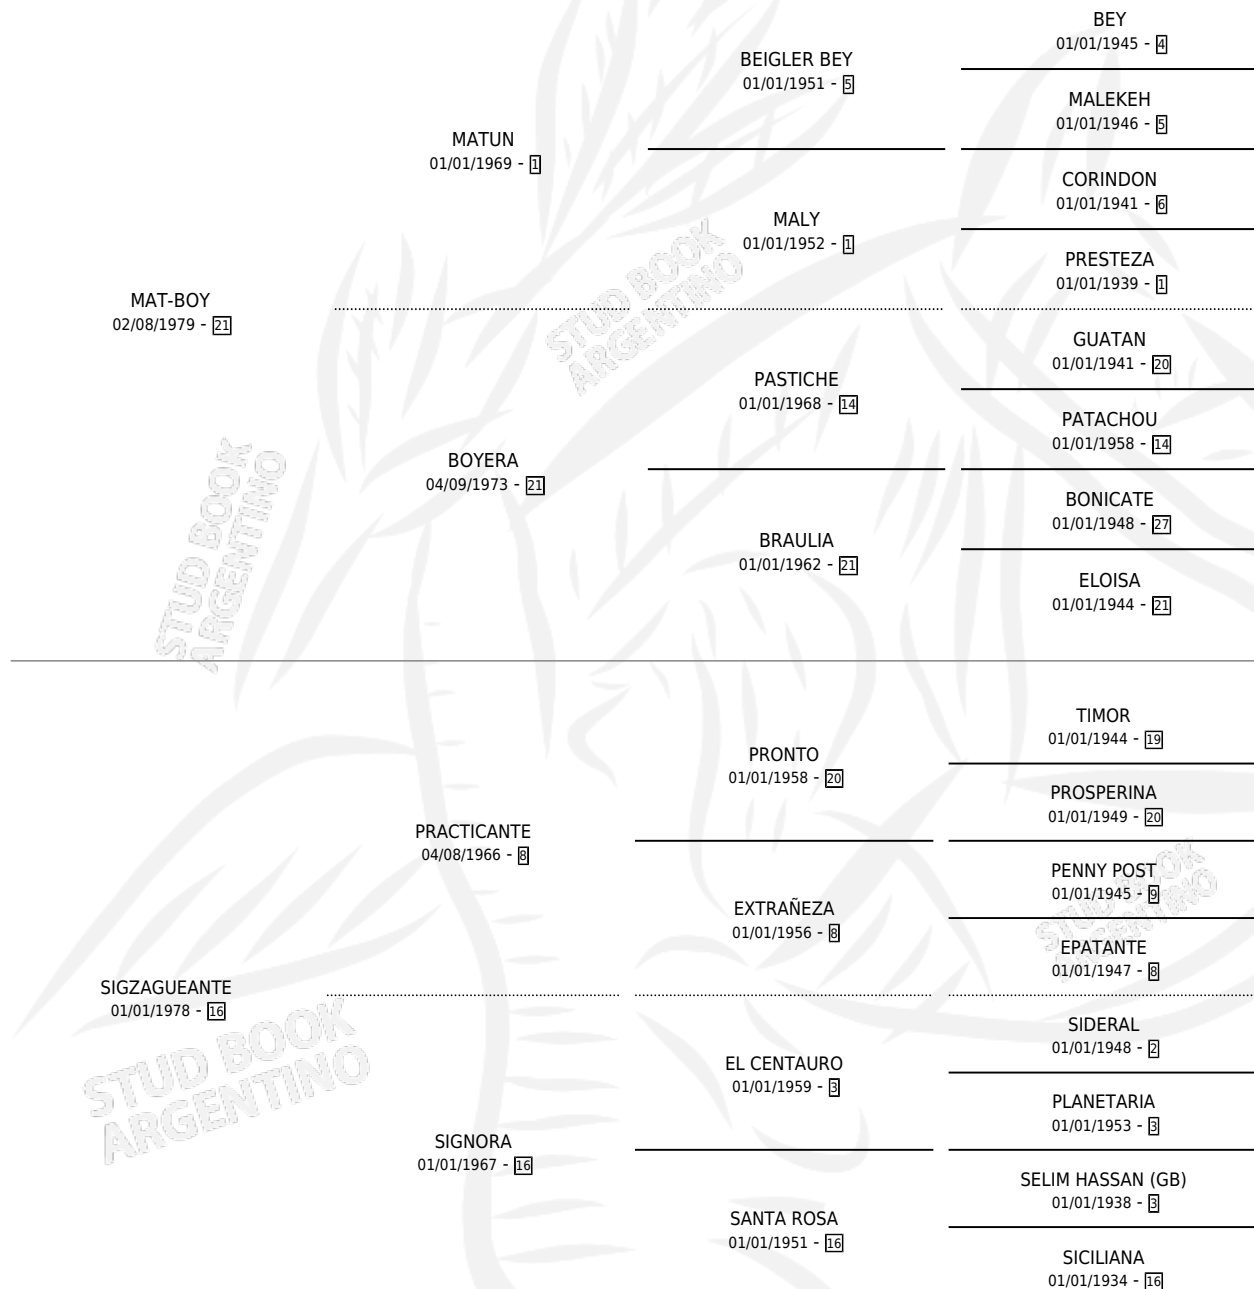 BEY
01/01/1945 - 4
BEIGLER BEY
01/01/1951 - 5
MALEKEH
01/01/1946 - 5
MATUN
01/01/1969 - 1
CORINDON
01/01/1941 - 6
MALY
01/01/1952 - 1
PRESTEZA
01/01/1939 - 1
MAT-BOY
02/08/1979 - 21
GUATAN
01/01/1941 - 20
PASTICHE
01/01/1968 - 14
PATACHOU
01/01/1958 - 14
BOYERA
04/09/1973 - 21
BONICATE
01/01/1948 - 27
BRAULIA
01/01/1962 - 21
ELOISA
01/01/1944 - 21
TIMOR
01/01/1944 - 19
PRONTO
01/01/1958 - 20
PROSPERINA
01/01/1949 - 20
PRACTICANTE
04/08/1966 - 8
PENNY POST
01/01/1945 - 9
EXTRAÑEZA
01/01/1956 - 8
EPATANTE
01/01/1947 - 8
SIGZAGUEANTE
01/01/1978 - 16
SIDERAL
01/01/1948 - 2
EL CENTAURO
01/01/1959 - 3
PLANETARIA
01/01/1953 - 3
SIGNORA
01/01/1967 - 16
SELIM HASSAN (GB)
01/01/1938 - 3
SANTA ROSA
01/01/1951 - 16
SICILIANA
01/01/1934 - 16
STUD BOOK
ARGENTINO
STUD BOOK
ARGENTINO
STUD BOOK
ARGENTINO
STUD BOOK
ARGENTINO